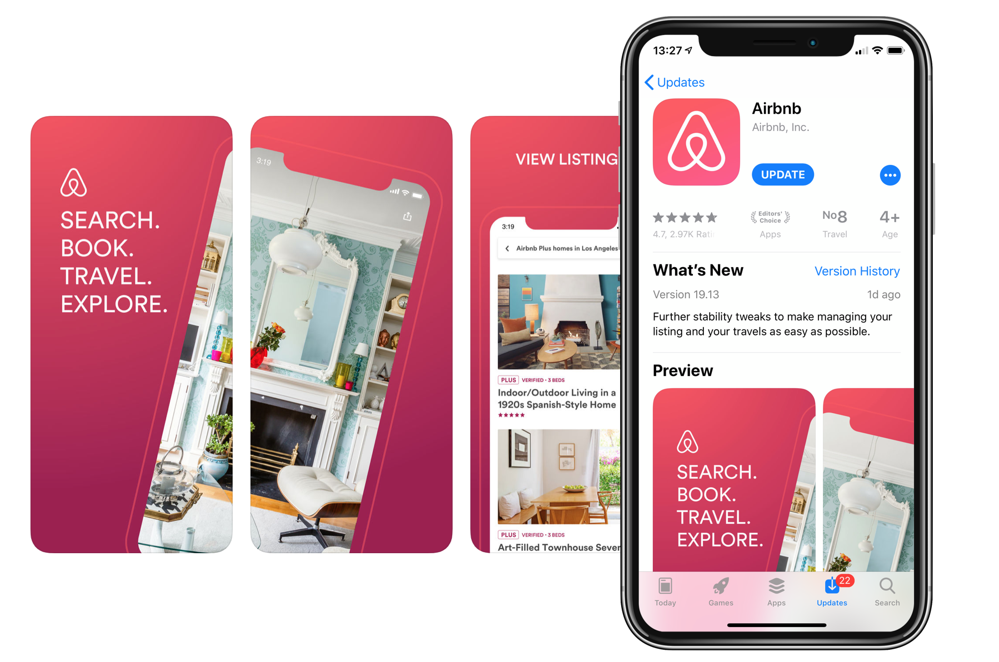 SEARCH.
BOOK.
TRAVEL.
EXPLORE.
3:19
VIEW LISTING
3:19
Airbnb Plus homes in Los Angeles
PLUS VERIFIED • 3 BEDS
Indoor/Outdoor Living in a
1920s Spanish-Style Home
PLUS VERIFIED • 3 BEDS
Art-Filled Townhouse Sever
13:27
Updates
Airbnb
Airbnb, Inc.
UPDATE
Editors'
Choice
No8
4+
4.7, 2.97K Rati
Apps
Travel
Age
What's New
Version History
Version 19.13
1d ago
Further stability tweaks to make managing your
listing and your travels as easy as possible.
Preview
SEARCH.
BOOK.
TRAVEL.
EXPLORE.
22
Today
Games
Apps
Updates
Search